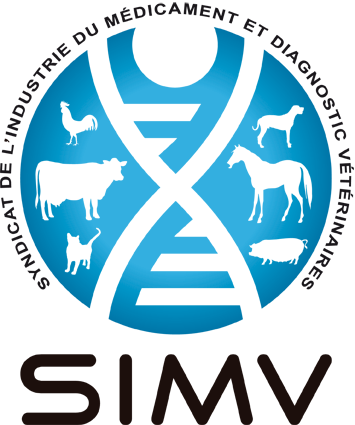 SYNDICAT DE L'INDUSTRIE DU MÉDICAMENT ET DIAGNOSTIC VÉTÉRINAIRES
SIMV